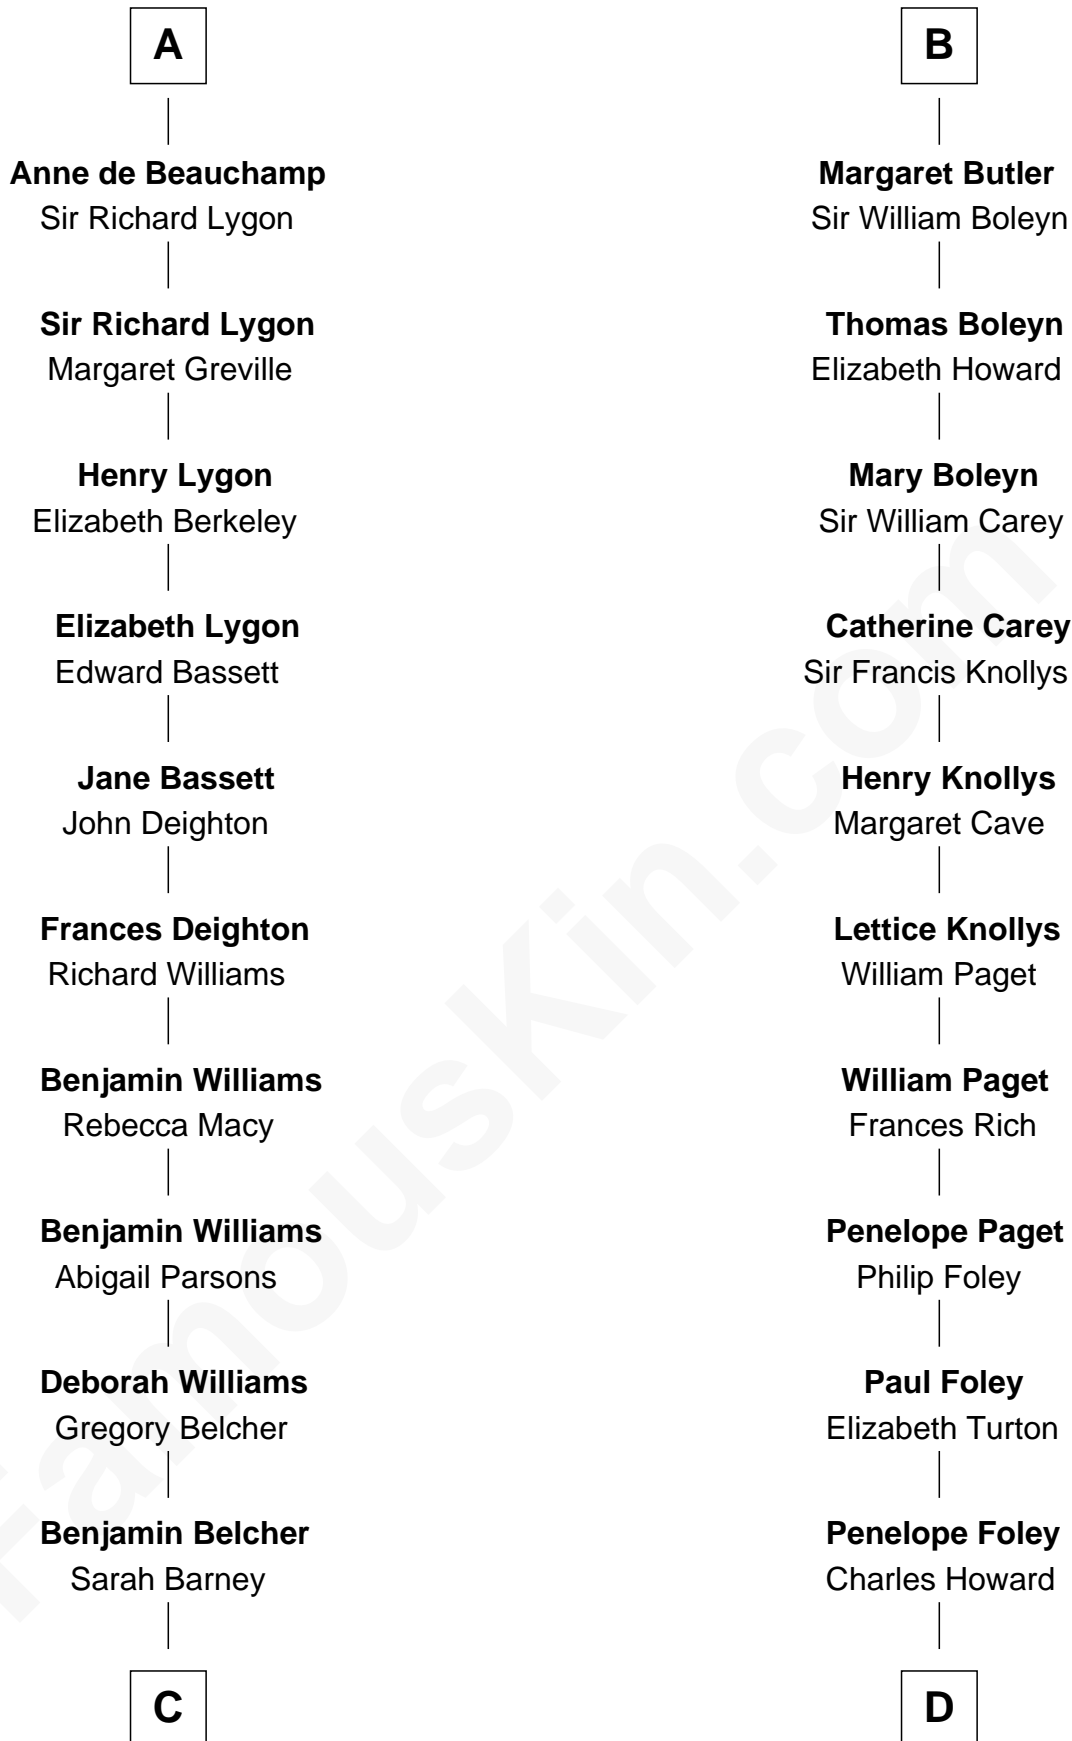 A
Anne de Beauchamp
Sir Richard Lygon
Sir Richard Lygon
Margaret Greville
Henry Lygon
Elizabeth Berkeley
Elizabeth Lygon
Edward Bassett
Jane Bassett
John Deighton
Frances Deighton
Richard Williams
Benjamin Williams
Rebecca Macy
Benjamin Williams
Abigail Parsons
Deborah Williams
Gregory Belcher
Benjamin Belcher
Sarah Barney
C
B
Margaret Butler
Sir William Boleyn
Thomas Boleyn
Elizabeth Howard
Mary Boleyn
Sir William Carey
Catherine Carey
Sir Francis Knollys
Henry Knollys
Margaret Cave
Lettice Knollys
William Paget
William Paget
Frances Rich
Penelope Paget
Philip Foley
Paul Foley
Elizabeth Turton
Penelope Foley
Charles Howard
D
FamousKin.com